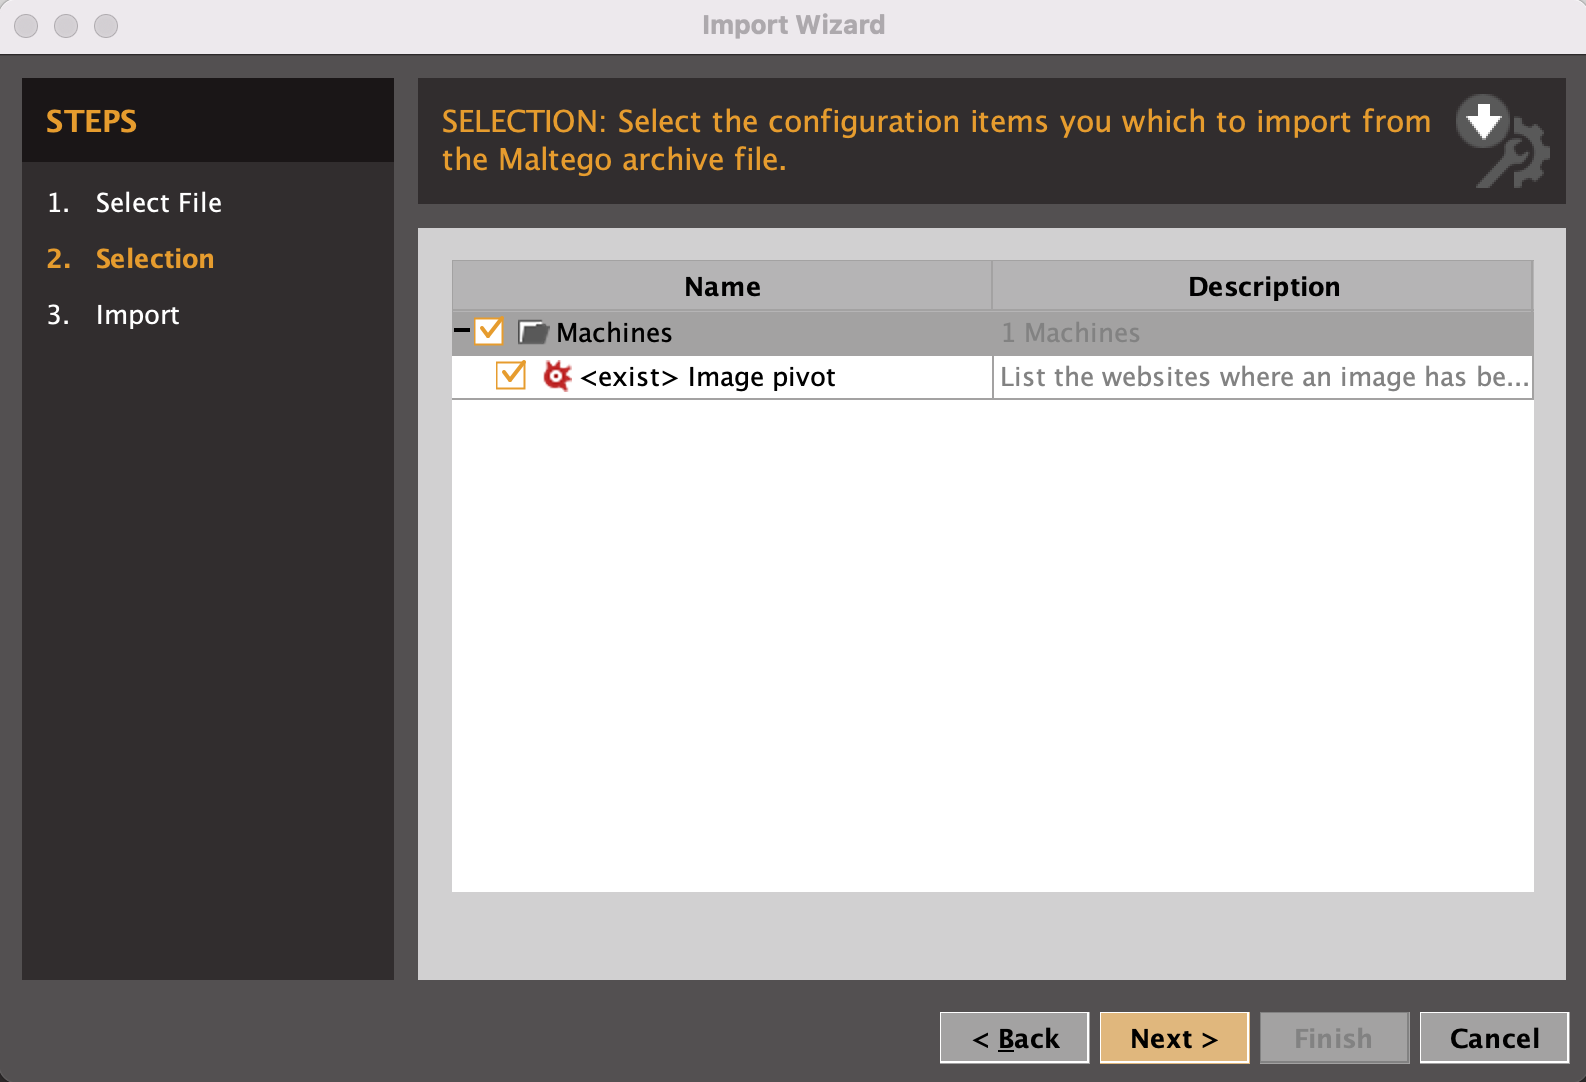 Import Wizard
STEPS
1. Select File
2. Selection
3. Import
SELECTION: Select the configuration items you which to import from
the Maltego archive file.
Name Description
Machines 1 Machines
<exist> Image pivot List the websites where an image has be...
< Back Next > Finish Cancel